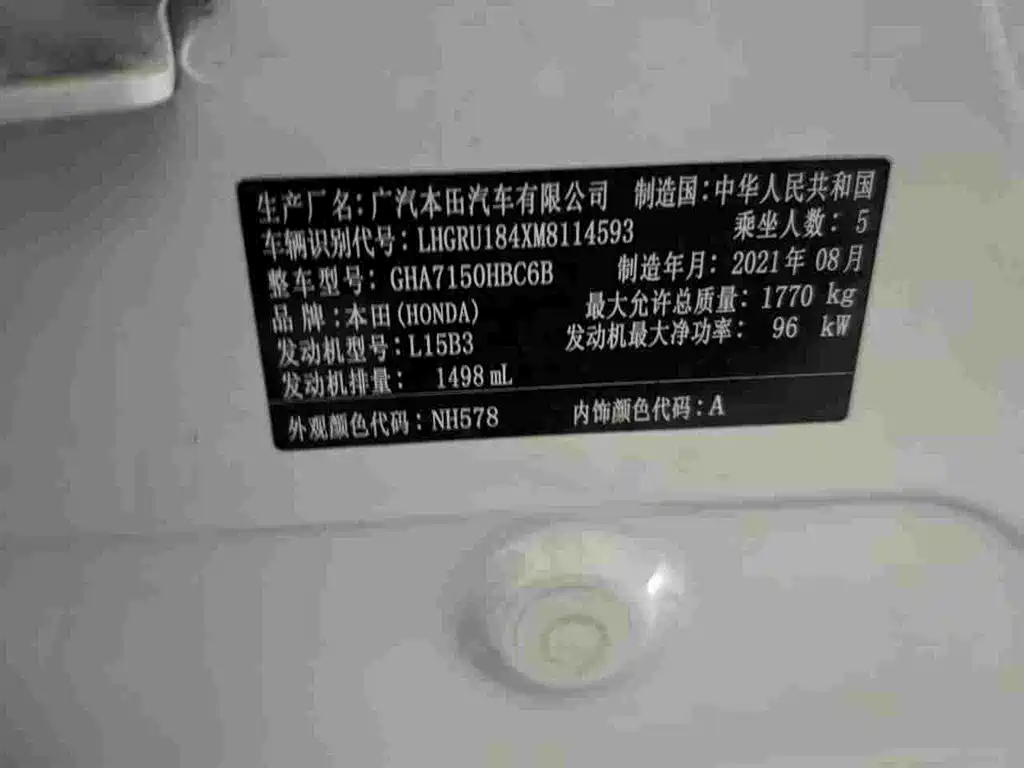 生产厂名：广汽本田汽车有限公司 制造国：中华人民共和国
车辆识别代号：LHGRU184XM8114593 乘坐人数：5
整车型号：GHA7150HBC6B 制造年月：2021年08月
品牌：本田(HONDA) 最大允许总质量：1770 kg
发动机型号：L15B3 发动机最大净功率：96 kW
发动机排量：1498 mL
外观颜色代码：NH578 内饰颜色代码：A